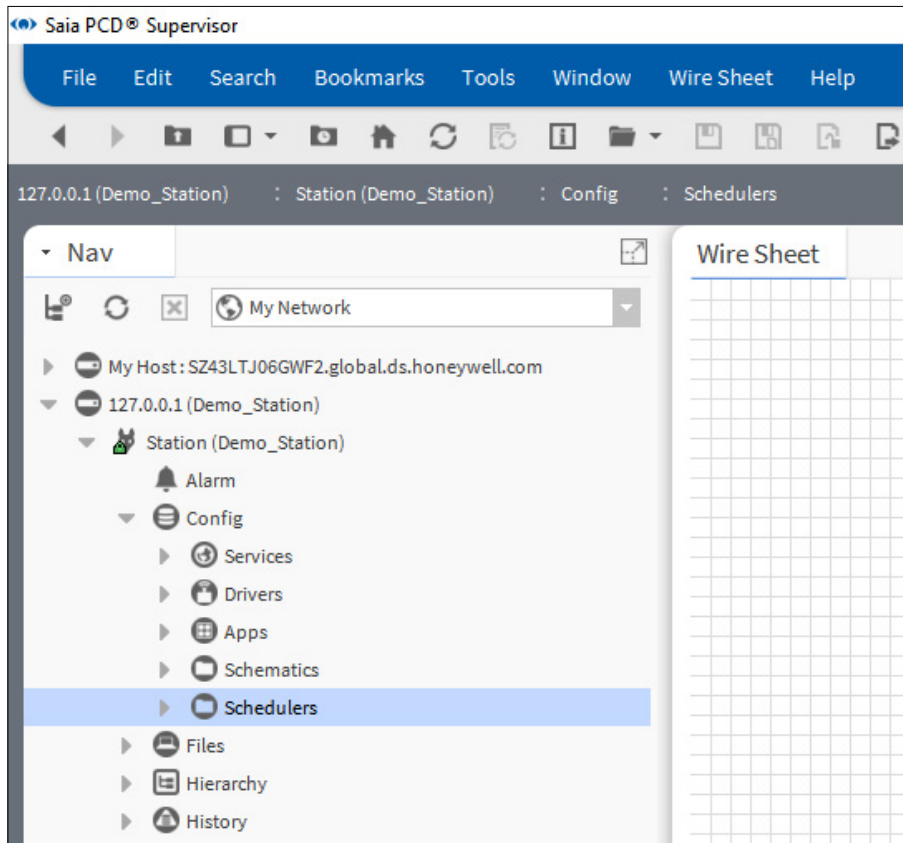 Saia PCD® Supervisor
File Edit Search Bookmarks Tools Window Wire Sheet Help
127.0.0.1 (Demo_Station) : Station (Demo_Station) : Config : Schedulers
Nav
Wire Sheet
My Network
My Host : SZ43LTJ06GWF2.global.ds.honeywell.com
127.0.0.1 (Demo_Station)
Station (Demo_Station)
Alarm
Config
Services
Drivers
Apps
Schematics
Schedulers
Files
Hierarchy
History